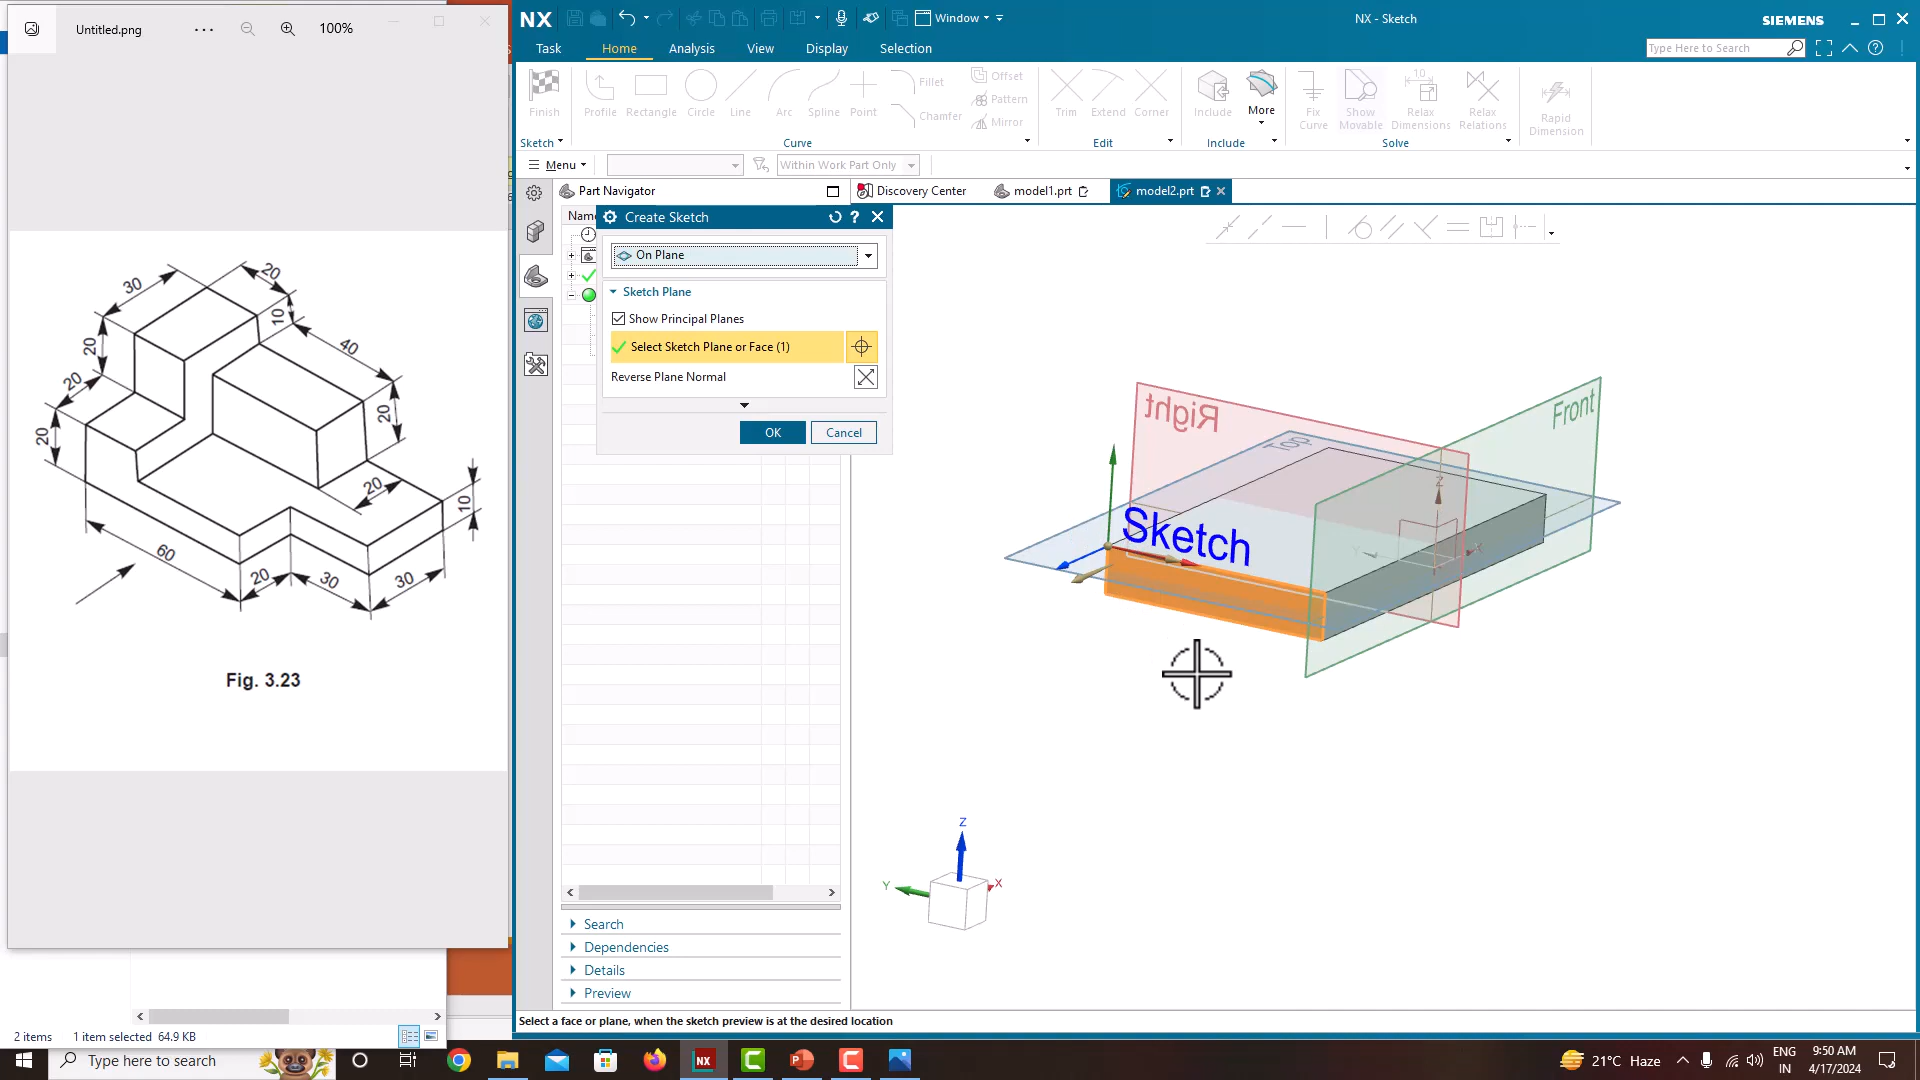 Untitled.png
...
100%
30
20
10
20
40
20
20
20
20
10
60
20
30
30
Fig. 3.23
2 items 1 item selected 64.9 KB
NX
Window
NX - Sketch
SIEMENS
Task Home Analysis View Display Selection
Type Here to Search
Finish Profile Rectangle Circle Line Arc Spline Point
Fillet
Chamfer
Offset
Pattern
Mirror
Trim Extend Corner
Include More
Fix Curve
Show Movable
Relax Dimensions
Relax Relations
Rapid Dimension
Sketch Curve Edit Include Solve
Menu
Within Work Part Only
Part Navigator
Discovery Center model1.prt model2.prt
Create Sketch
On Plane
Sketch Plane
Show Principal Planes
Select Sketch Plane or Face (1)
Reverse Plane Normal
OK Cancel
Right
Front
Top
Sketch
Z
Y
X
Z
Y
X
Search
Dependencies
Details
Preview
Select a face or plane, when the sketch preview is at the desired location
Type here to search
NX
21°C Haze
ENG
IN
9:50 AM
4/17/2024